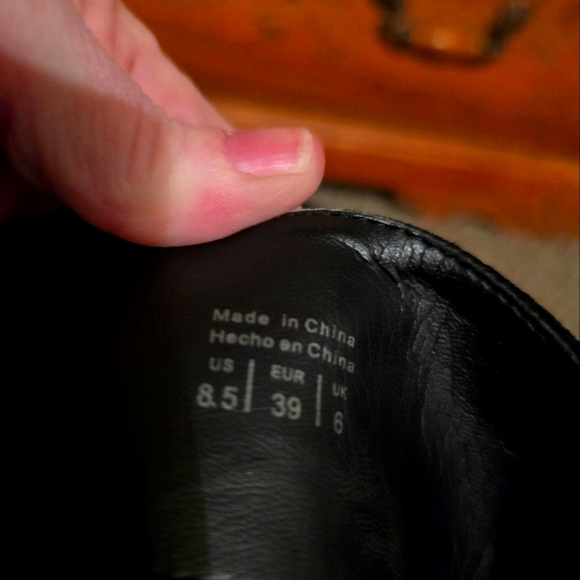 Made in China
Hecho en China
US | EUR | UK
8.5 | 39 | 6